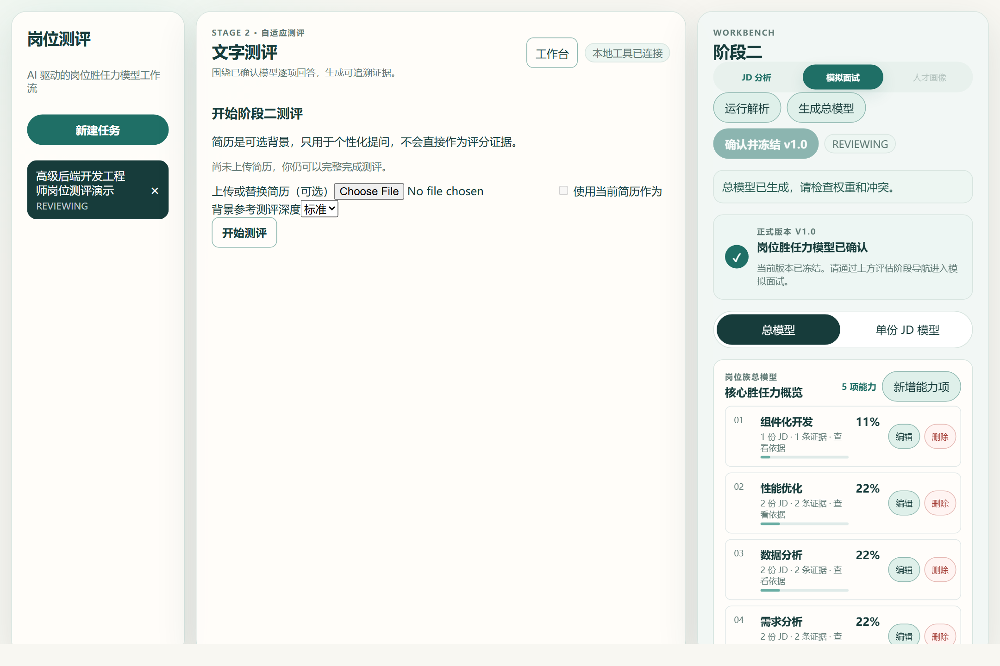 岗位测评
AI 驱动的岗位胜任力模型工作
流
新建任务
高级后端开发工程
师岗位测评演示
×
REVIEWING
STAGE 2 • 自适应测评
文字测评
围绕已确认模型逐项回答，生成可追溯证据。
工作台
本地工具已连接
开始阶段二测评
简历是可选背景，只用于个性化提问，不会直接作为评分证据。
尚未上传简历，你仍可以完整完成测评。
上传或替换简历（可选） Choose File No file chosen 使用当前简历作为
背景参考测评深度 标准
开始测评
WORKBENCH
阶段二
JD 分析 模拟面试 人才画像
运行解析 生成总模型
确认并冻结 v1.0 REVIEWING
总模型已生成，请检查权重和冲突。
正式版本 V1.0
岗位胜任力模型已确认
✓
当前版本已冻结。请通过上方评估阶段导航进入模
拟面试。
总模型 单份 JD 模型
岗位族总模型
核心胜任力概览
5 项能力 新增能力项
01 组件化开发 11%
1 份 JD · 1 条证据 · 查
看依据
编辑 删除
02 性能优化 22%
2 份 JD · 2 条证据 · 查
看依据
编辑 删除
03 数据分析 22%
2 份 JD · 2 条证据 · 查
看依据
编辑 删除
04 需求分析 22%
2 份 JD · 2 条证据 · 查
编辑 删除